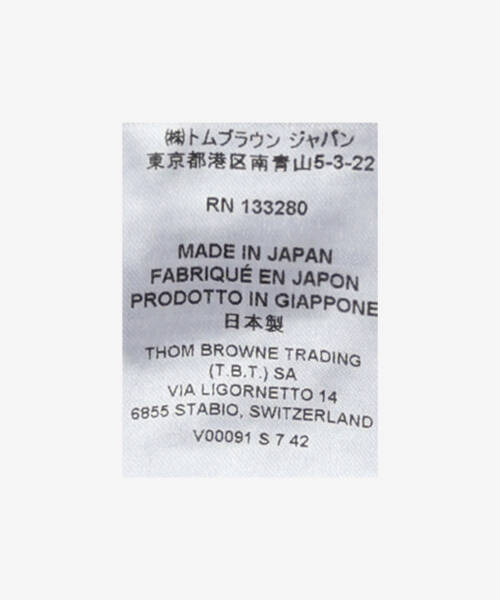 ㈱トムブラウン ジャパン
東京都港区南青山5-3-22
RN 133280
MADE IN JAPAN
FABRIQUÉ EN JAPON
PRODOTTO IN GIAPPONE
日本製
THOM BROWNE TRADING
(T.B.T.) SA
VIA LIGORNETTO 14
6855 STABIO, SWITZERLAND
V00091 S 7 42